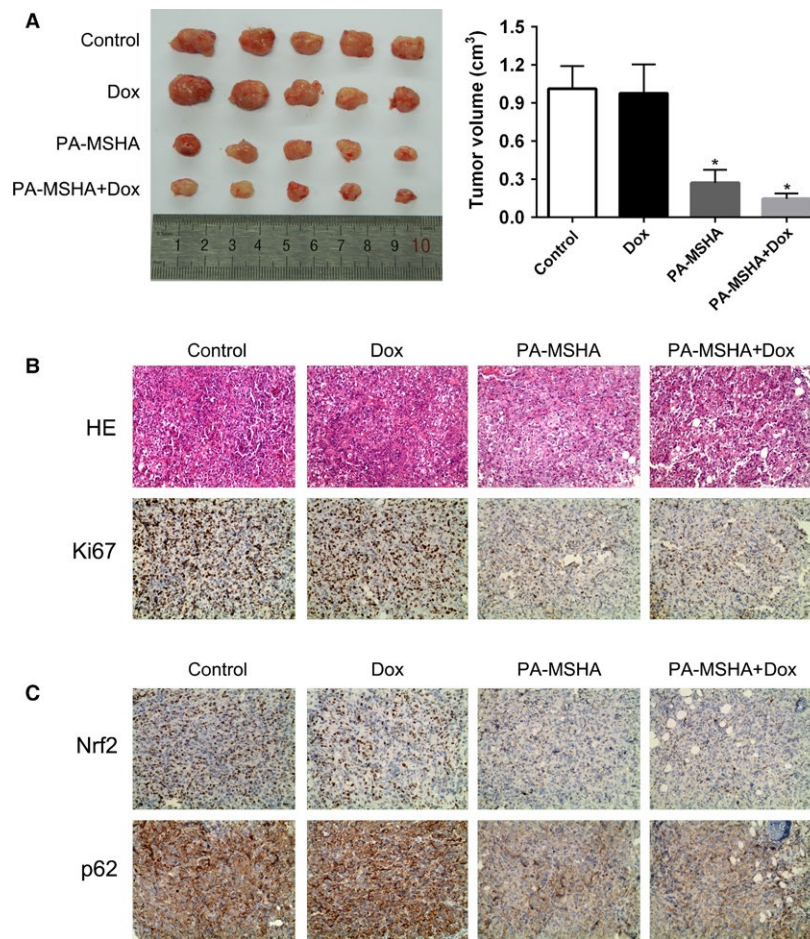 A
Control
Dox
PA-MSHA
PA-MSHA+Dox
1 2 3 4 5 6 7 8 9 10
Tumor volume (cm³)
1.5
1.2
0.9
0.6
0.3
0.0
*
*
Control
Dox
PA-MSHA
PA-MSHA+Dox
B
Control Dox PA-MSHA PA-MSHA+Dox
HE
Ki67
C
Control Dox PA-MSHA PA-MSHA+Dox
Nrf2
p62